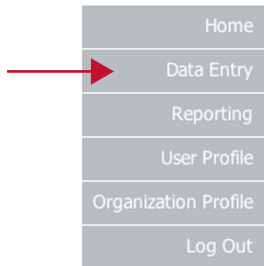 Home
Data Entry
Reporting
User Profile
Organization Profile
Log Out